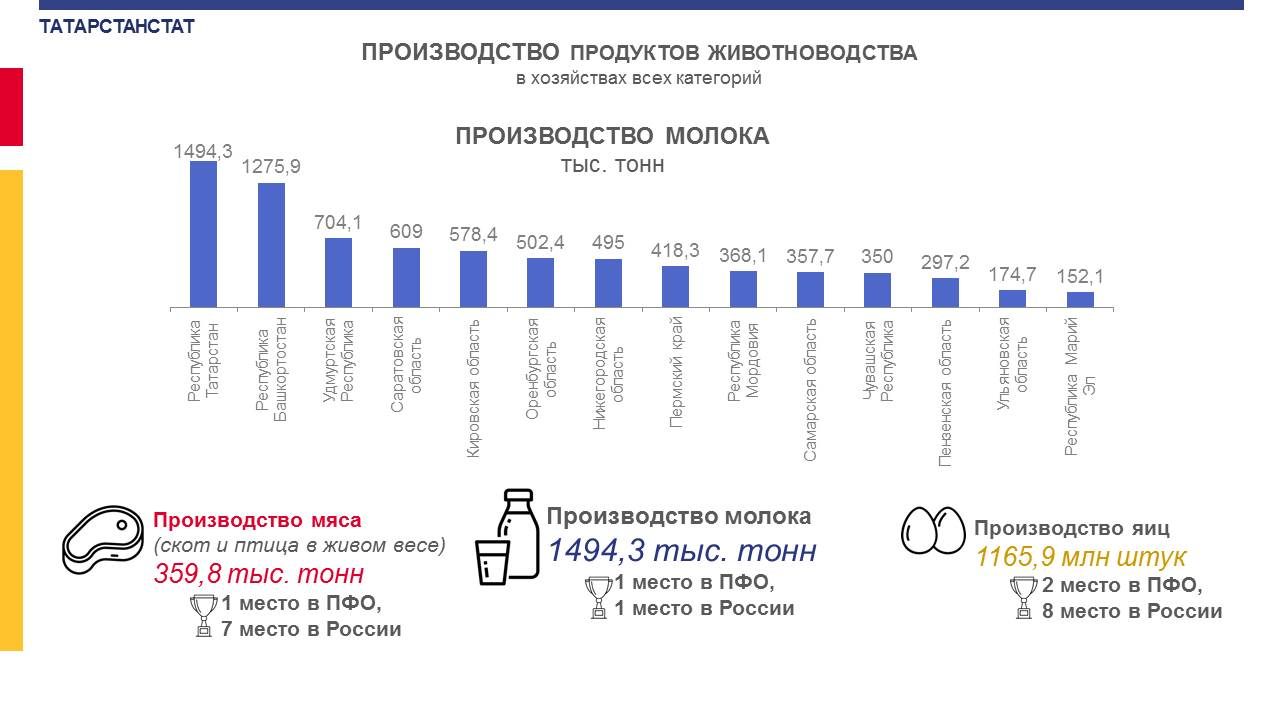 ТАТАРСТАНСТАТ
ПРОИЗВОДСТВО ПРОДУКТОВ ЖИВОТНОВОДСТВА
в хозяйствах всех категорий
ПРОИЗВОДСТВО МОЛОКА
ТЫС. ТОНН
1494,3
1275,9
704,1
609
578,4
502,4
495
418,3
368,1
357,7
350
297,2
174,7
152,1
Республика
Татарстан
Республика
Башкортостан
Удмуртская
Республика
Саратовская
область
Кировская область
Оренбургская
область
Нижегородская
область
Пермский край
Республика
Мордовия
Самарская область
Чувашская
Республика
Пензенская область
Ульяновская
область
Республика Марий
Эл
Производство мяса
(скот и птица в живом весе)
359,8 тыс. тонн
1 место в ПФО,
7 место в России
Производство молока
1494,3 тыс. тонн
1 место в ПФО,
1 место в России
Производство яиц
1165,9 млн штук
2 место в ПФО,
8 место в России